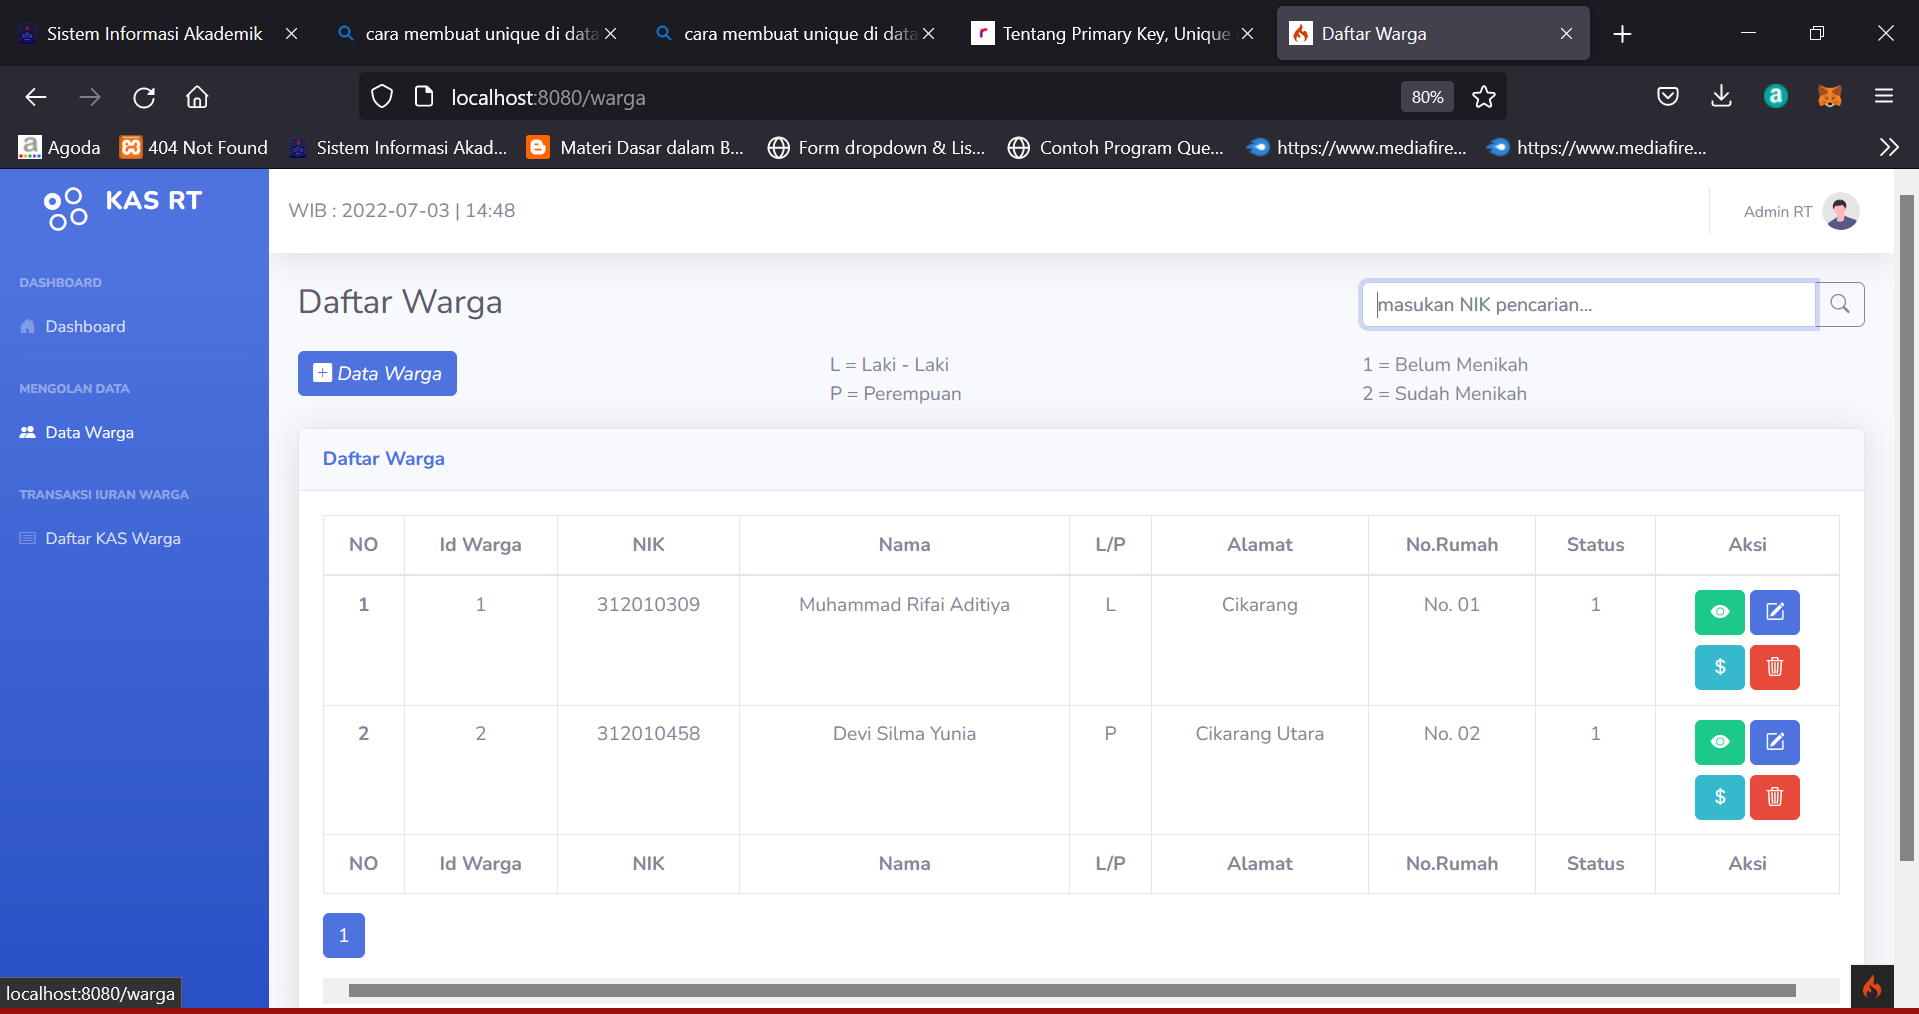 Sistem Informasi Akademik
cara membuat unique di data
cara membuat unique di data
Tentang Primary Key, Unique
Daftar Warga
localhost:8080/warga
80%
Agoda
404 Not Found
Sistem Informasi Akad...
Materi Dasar dalam B...
Form dropdown & Lis...
Contoh Program Que...
https://www.mediafire...
https://www.mediafire...
KAS RT
WIB : 2022-07-03 | 14:48
Admin RT
DASHBOARD
Dashboard
MENGOLAN DATA
Data Warga
TRANSAKSI IURAN WARGA
Daftar KAS Warga
Daftar Warga
masukan NIK pencarian...
Data Warga
L = Laki - Laki
P = Perempuan
1 = Belum Menikah
2 = Sudah Menikah
Daftar Warga
NO Id Warga NIK Nama L/P Alamat No.Rumah Status Aksi
1 1 312010309 Muhammad Rifai Aditiya L Cikarang No. 01 1
$
2 2 312010458 Devi Silma Yunia P Cikarang Utara No. 02 1
$
NO Id Warga NIK Nama L/P Alamat No.Rumah Status Aksi
1
localhost:8080/warga